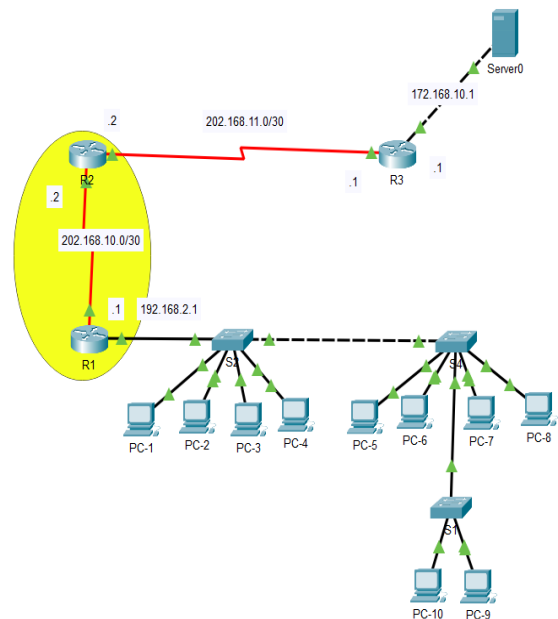 Server0
172.168.10.1
.2
202.168.11.0/30
R2
.1
R3
.1
.2
202.168.10.0/30
.1
192.168.2.1
R1
S2
S4
PC-1
PC-2
PC-3
PC-4
PC-5
PC-6
PC-7
PC-8
S1
PC-10
PC-9